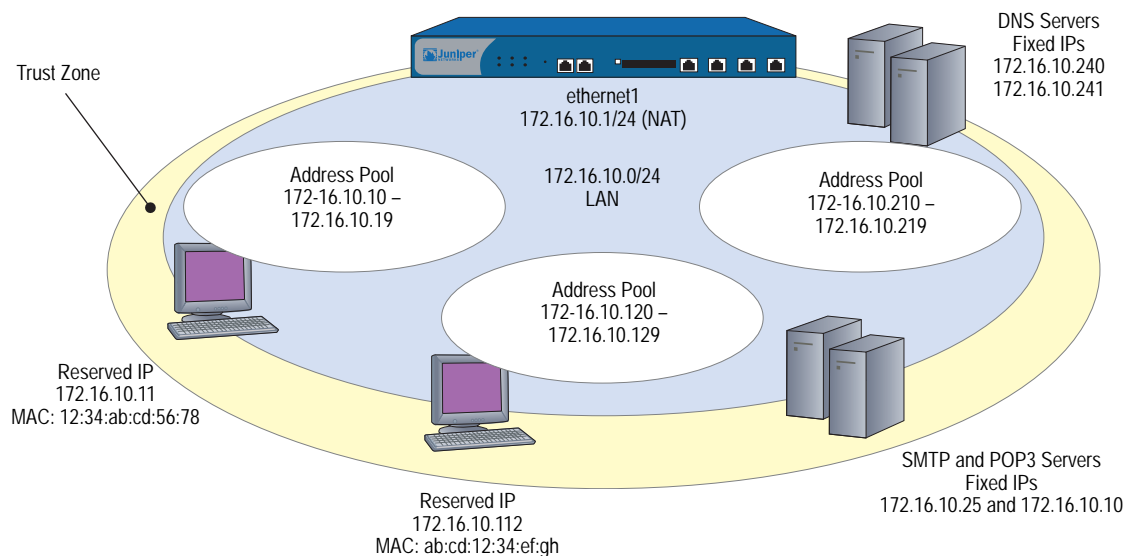 DNS Servers
Fixed IPs
172.16.10.240
172.16.10.241
Juniper
NETWORKS
Trust Zone
ethernet1
172.16.10.1/24 (NAT)
Address Pool
172-16.10.10 –
172.16.10.19
172.16.10.0/24
LAN
Address Pool
172-16.10.210 –
172.16.10.219
Address Pool
172-16.10.120 –
172.16.10.129
Reserved IP
172.16.10.11
MAC: 12:34:ab:cd:56:78
Reserved IP
172.16.10.112
MAC: ab:cd:12:34:ef:gh
SMTP and POP3 Servers
Fixed IPs
172.16.10.25 and 172.16.10.10